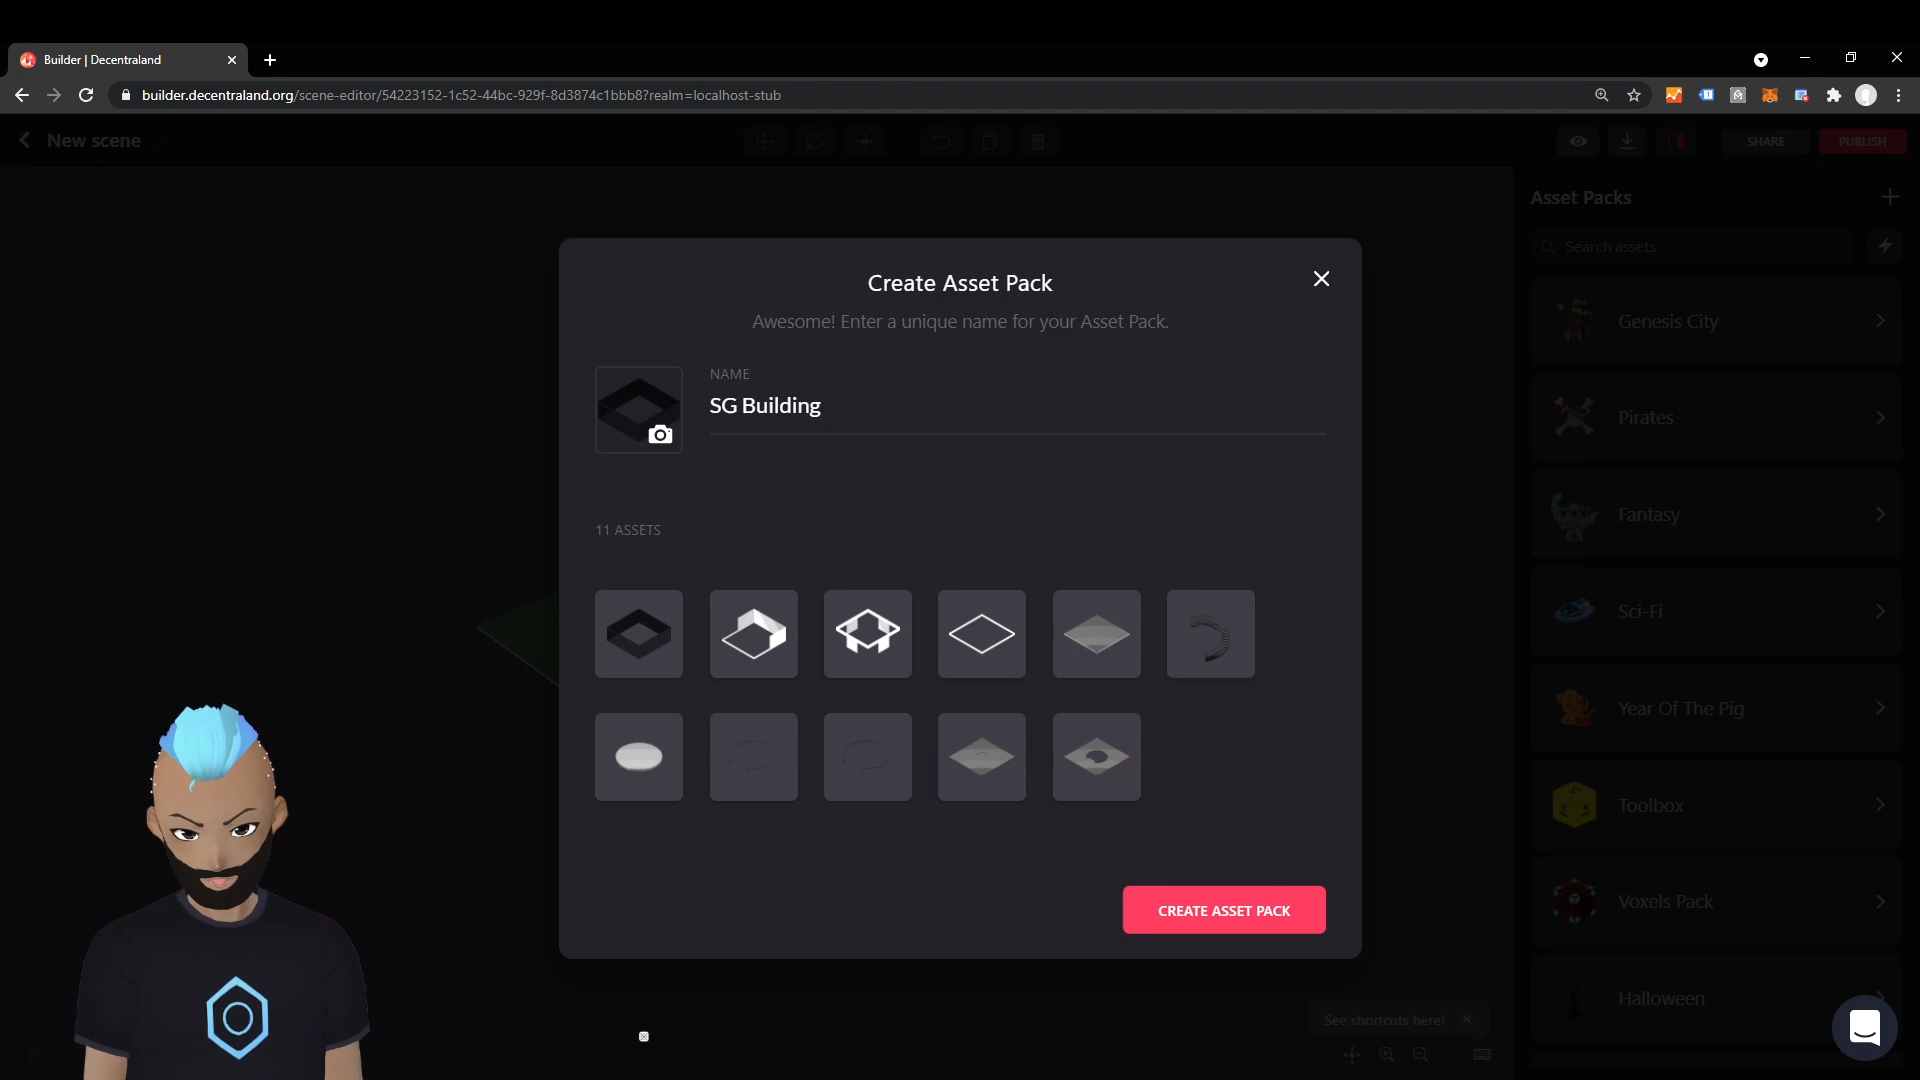 Builder | Decentraland
builder.decentraland.org/scene-editor/54223152-1c52-44bc-929f-8d3874c1bbb8?realm=localhost-stub
New scene
SHARE
PUBLISH
Asset Packs
Search assets
Genesis City
Pirates
Fantasy
Sci-Fi
Year Of The Pig
Toolbox
Voxels Pack
Halloween
Create Asset Pack
Awesome! Enter a unique name for your Asset Pack.
NAME
SG Building
11 ASSETS
CREATE ASSET PACK
See shortcuts here!